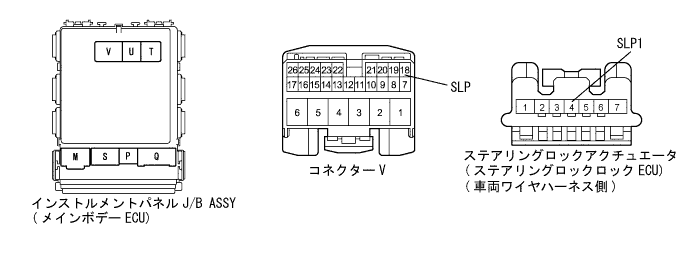 V U T
M S P Q
インストルメントパネル J/B ASSY
( メインボデー ECU)
26 25 24 23 22 21 20 19 18
17 16 15 14 13 12 11 10 9 8 7
6 5 4 3 2 1
SLP
コネクター V
SLP1
1 2 3 4 5 6 7
ステアリングロックアクチュエータ
( ステアリングロックロック ECU)
( 車両ワイヤハーネス側 )